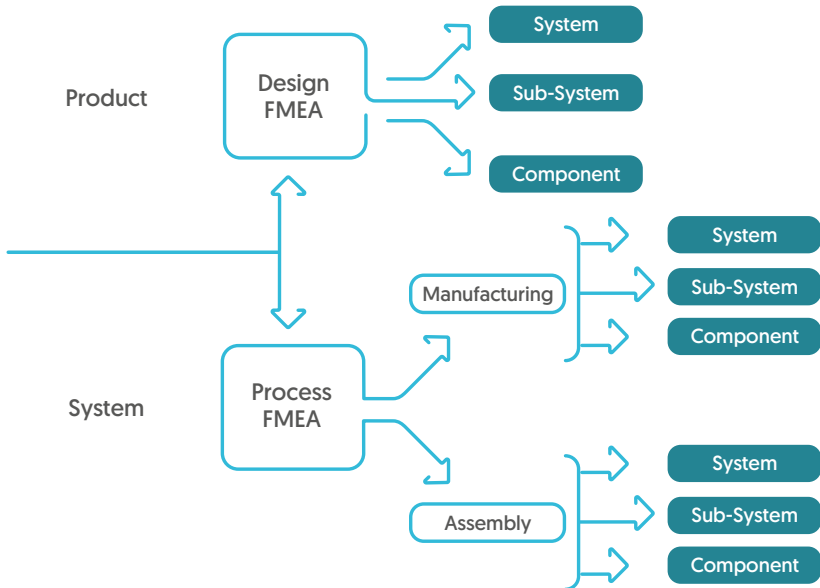 System
Product
Design
FMEA
Sub-System
Component
System
Manufacturing
Sub-System
Component
System
Process
FMEA
System
Assembly
Sub-System
Component